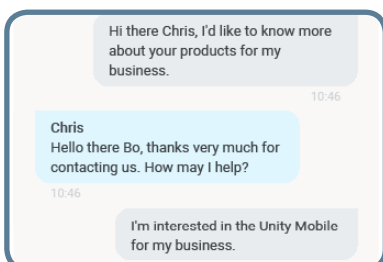 Hi there Chris, I'd like to know more
about your products for my
business.
10:46
Chris
Hello there Bo, thanks very much for
contacting us. How may I help?
10:46
I'm interested in the Unity Mobile
for my business.